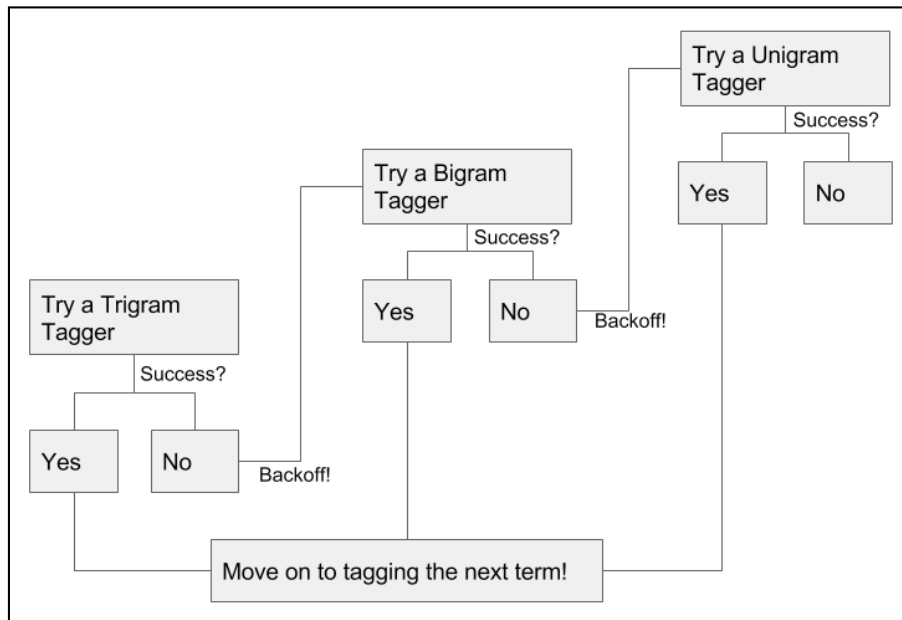 Try a Unigram
Tagger
Success?
Yes
No
Try a Bigram
Tagger
Success?
Yes
No
Backoff!
Try a Trigram
Tagger
Success?
Yes
No
Backoff!
Move on to tagging the next term!